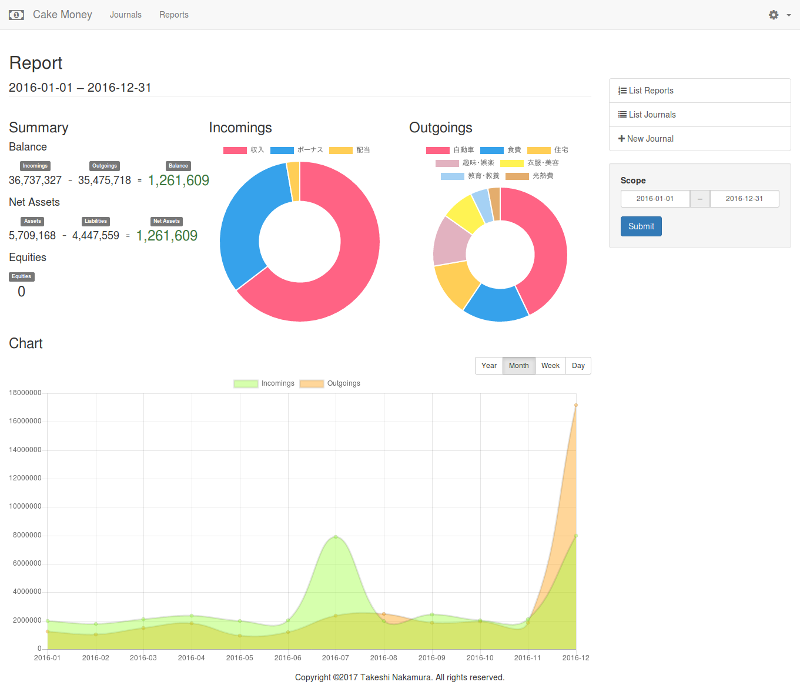 Cake Money Journals Reports
Report
2016-01-01 – 2016-12-31
List Reports
List Journals
New Journal
Scope
2016-01-01 – 2016-12-31
Submit
Summary
Balance
Incomings Outgoings Balance
36,737,327 - 35,475,718 = 1,261,609
Net Assets
Assets Liabilities Net Assets
5,709,168 - 4,447,559 = 1,261,609
Equities
Equities
0
Incomings
収入 ボーナス 配当
Outgoings
自動車 食費 住宅
趣味・娯楽 衣服・美容
教育・教養 光熱費
Chart
Year Month Week Day
Incomings Outgoings
18000000
16000000
14000000
12000000
10000000
8000000
6000000
4000000
2000000
0
2016-01 2016-02 2016-03 2016-04 2016-05 2016-06 2016-07 2016-08 2016-09 2016-10 2016-11 2016-12
Copyright ©2017 Takeshi Nakamura. All rights reserved.